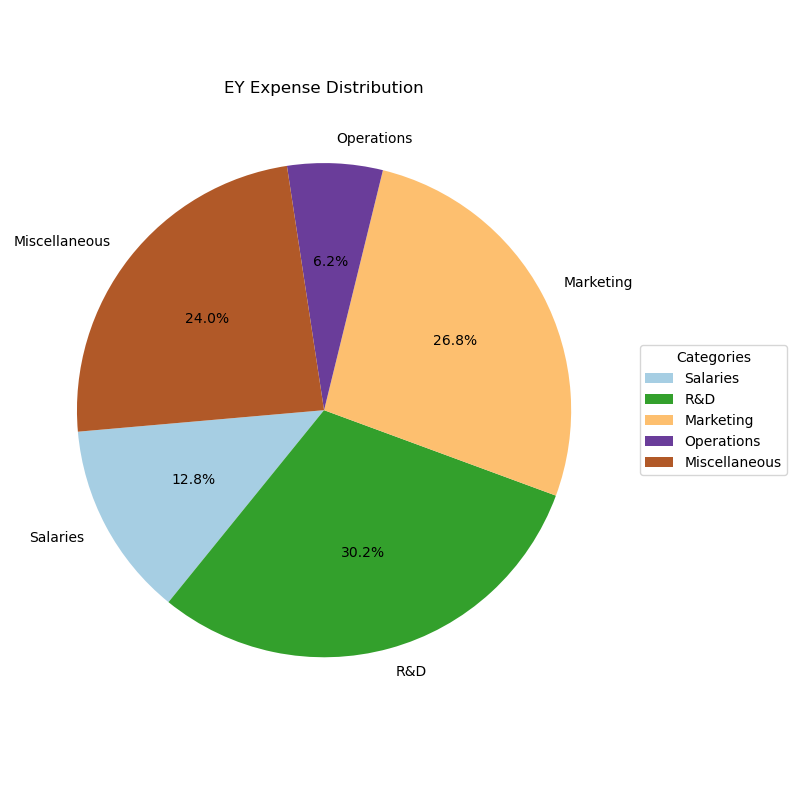 EY Expense Distribution
Operations
Miscellaneous
Marketing
6.2%
24.0%
26.8%
Categories
Salaries
R&D
Marketing
Operations
Miscellaneous
12.8%
Salaries
30.2%
R&D